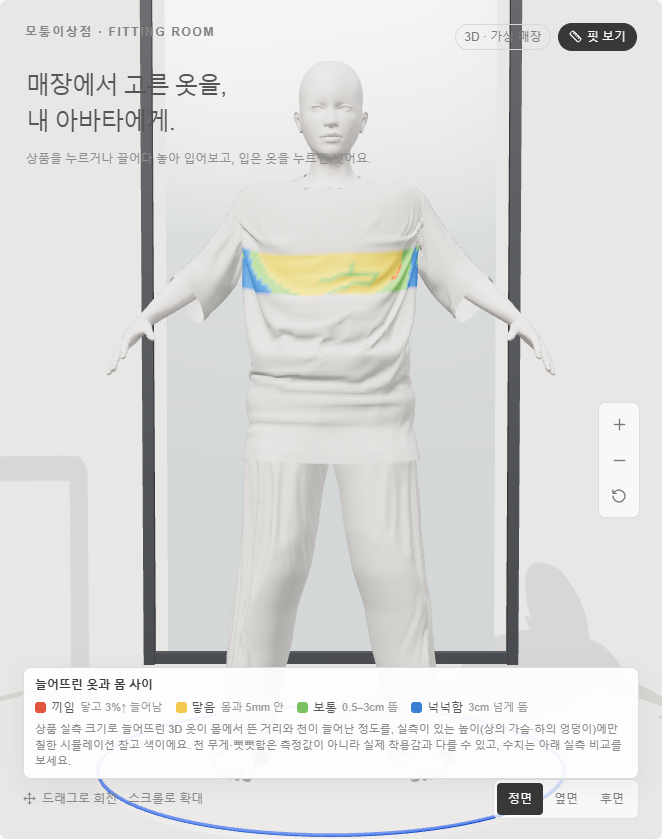 모퉁이상점 · FITTING ROOM
3D · 가상 매장
핏 보기
매장에서 고른 옷을,
내 아바타에게.
상품을 누르거나 끌어다 놓아 입어보고, 입은 옷을 누르면 벗어요.
늘어뜨린 옷과 몸 사이
끼임 닿고 3%↑ 늘어남 닿음 몸과 5mm 안 보통 0.5–3cm 뜸 넉넉함 3cm 넘게 뜸
상품 실측 크기로 늘어뜨린 3D 옷이 몸에서 뜬 거리와 천이 늘어난 정도를, 실측이 있는 높이(상의 가슴·하의 엉덩이)에만
칠한 시뮬레이션 참고 색이에요. 천 무게·뻣뻣함은 측정값이 아니라 실제 착용감과 다를 수 있고, 수치는 아래 실측 비교를
보세요.
드래그로 회전 · 스크롤로 확대
정면 옆면 후면